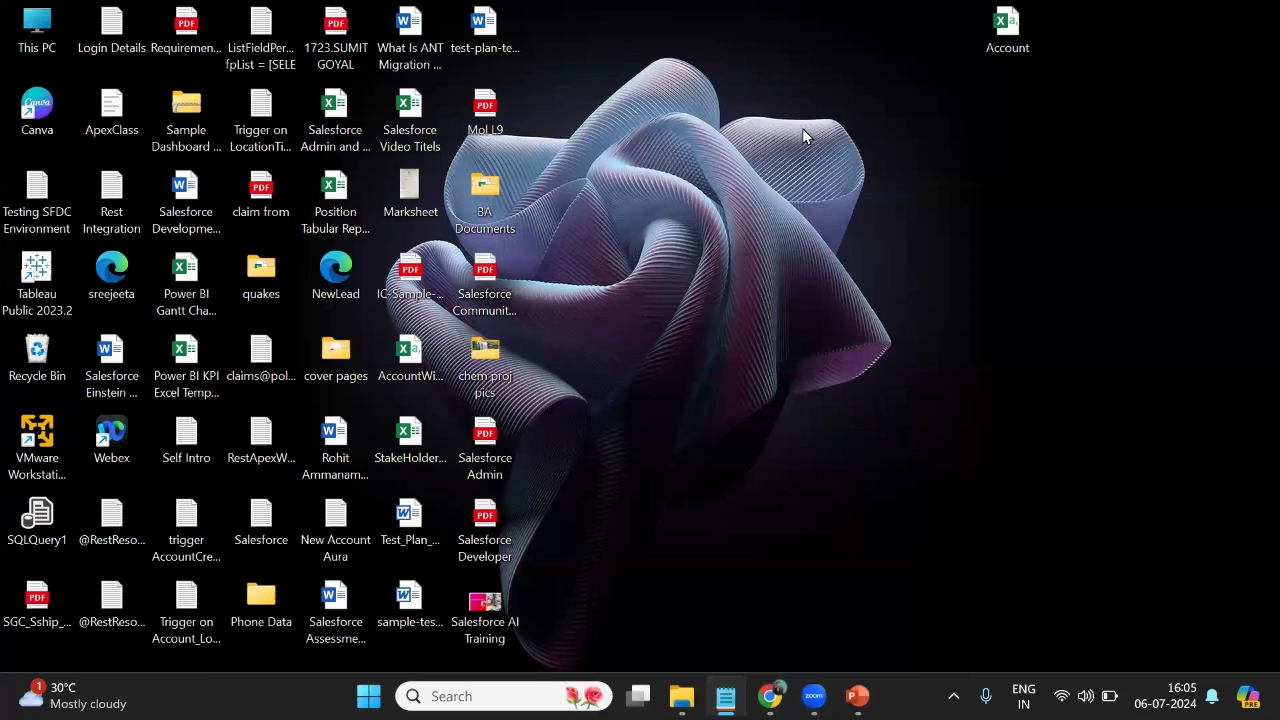 This PC
Login Details
Requiremen...
ListFieldPer...
fpList = [SELE
1723.SUMIT
GOYAL
What Is ANT
Migration ...
test-plan-te...
Account
Canva
ApexClass
Sample
Dashboard ...
Trigger on
LocationTi...
Salesforce
Admin and ...
Salesforce
Video Titels
Mol L9
Testing SFDC
Environment
Rest
Integration
Salesforce
Developme...
claim from
Position
Tabular Rep...
Marksheet
BA
Documents
Tableau
Public 2023.2
sreejeeta
Power BI
Gantt Cha...
quakes
NewLead
IC-Sample-...
Salesforce
Communit...
Recycle Bin
Salesforce
Einstein ...
Power BI KPI
Excel Temp...
claims@pol...
cover pages
AccountWi...
chem proj
pics
VMware
Workstati...
Webex
Self Intro
RestApexW...
Rohit
Ammanam...
StakeHolder...
Salesforce
Admin
SQLQuery1
@RestReso...
trigger
AccountCre...
Salesforce
New Account
Aura
Test_Plan_...
Salesforce
Developer
SGC_Sship_...
@RestReso...
Trigger on
Account_Lo...
Phone Data
Salesforce
Assessme...
sample-tes...
Salesforce AI
Training
1
30°C
Mostly cloudy
Search
zoom
ENG
IN
16:05
06-07-2024
PRE